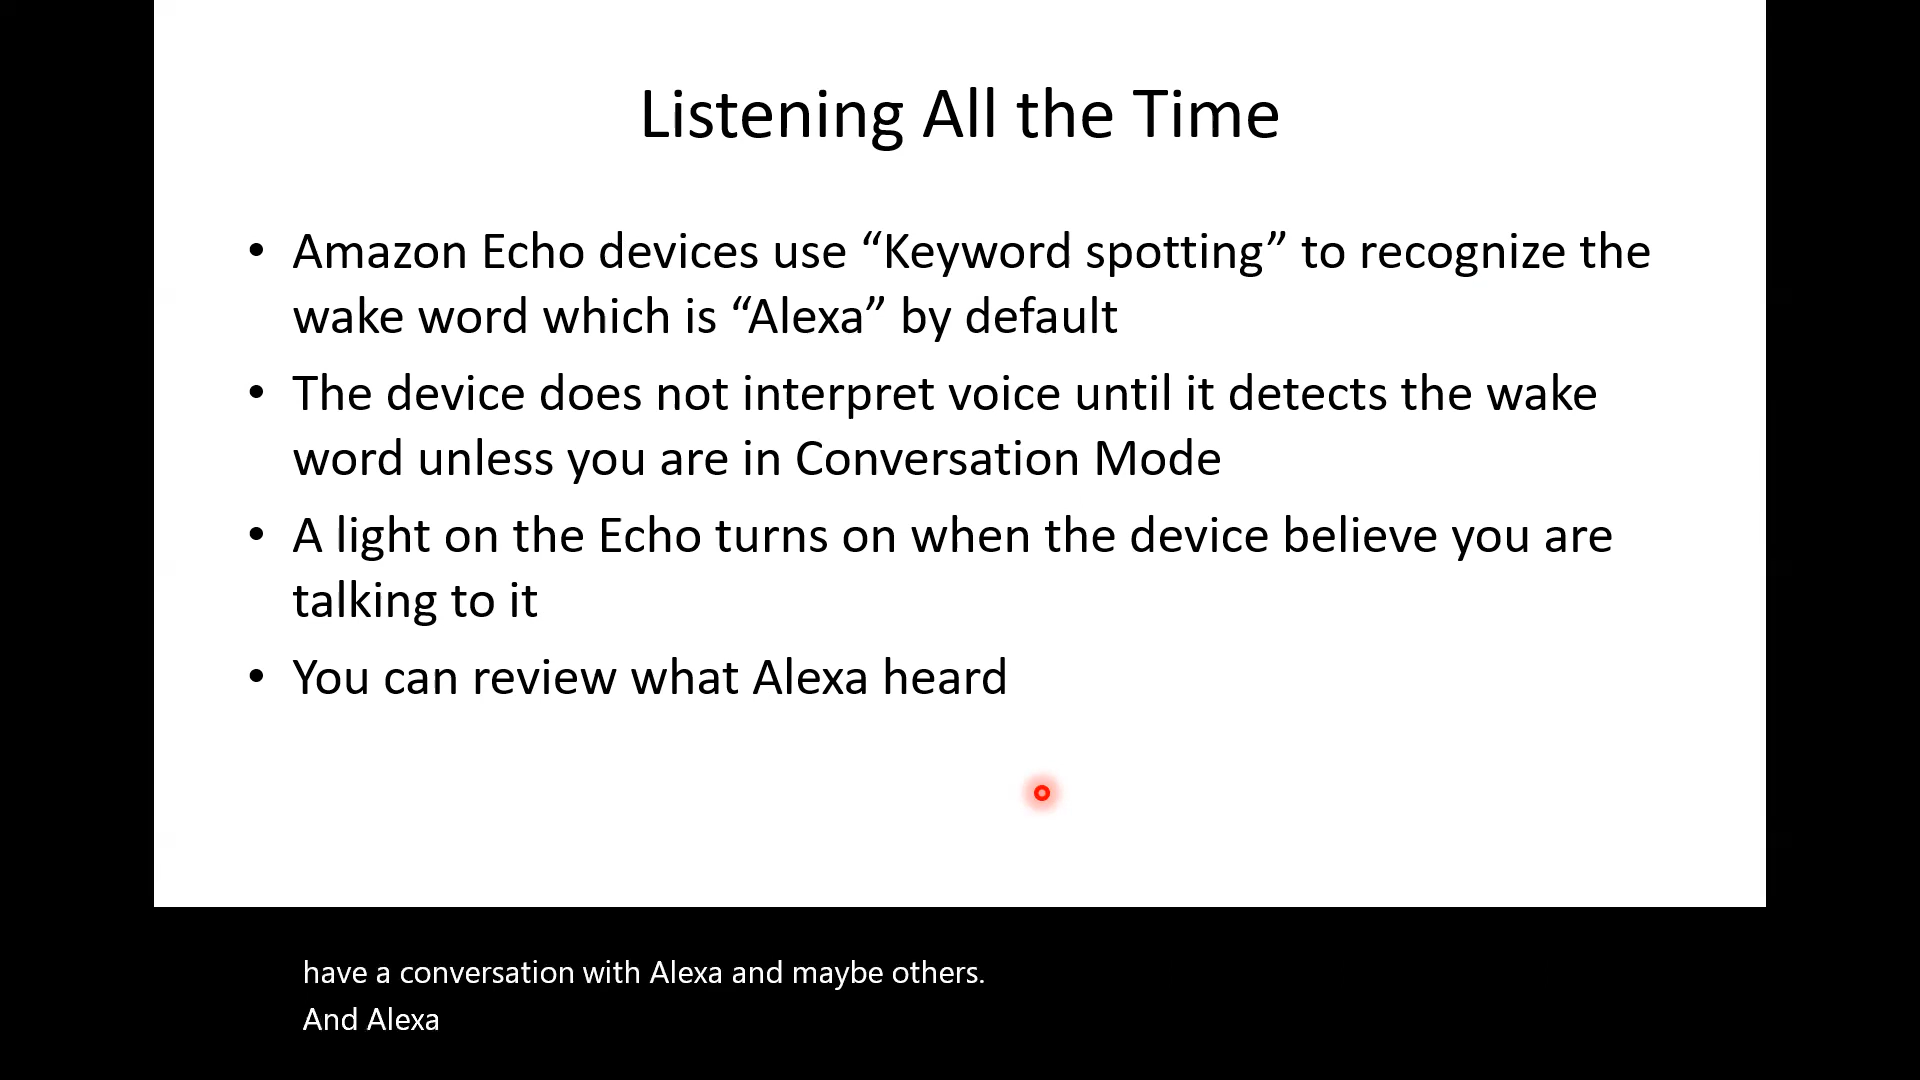 Listening All the Time
• Amazon Echo devices use “Keyword spotting” to recognize the
wake word which is “Alexa” by default
• The device does not interpret voice until it detects the wake
word unless you are in Conversation Mode
• A light on the Echo turns on when the device believe you are
talking to it
• You can review what Alexa heard
have a conversation with Alexa and maybe others.
And Alexa